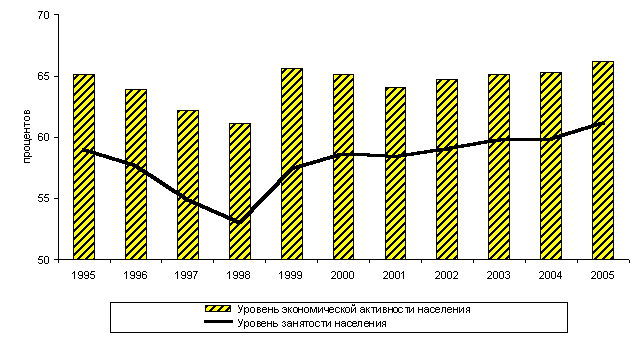 70
65
60
55
50
процентов
1995 1996 1997 1998 1999 2000 2001 2002 2003 2004 2005
Уровень экономической активности населения
Уровень занятости населения